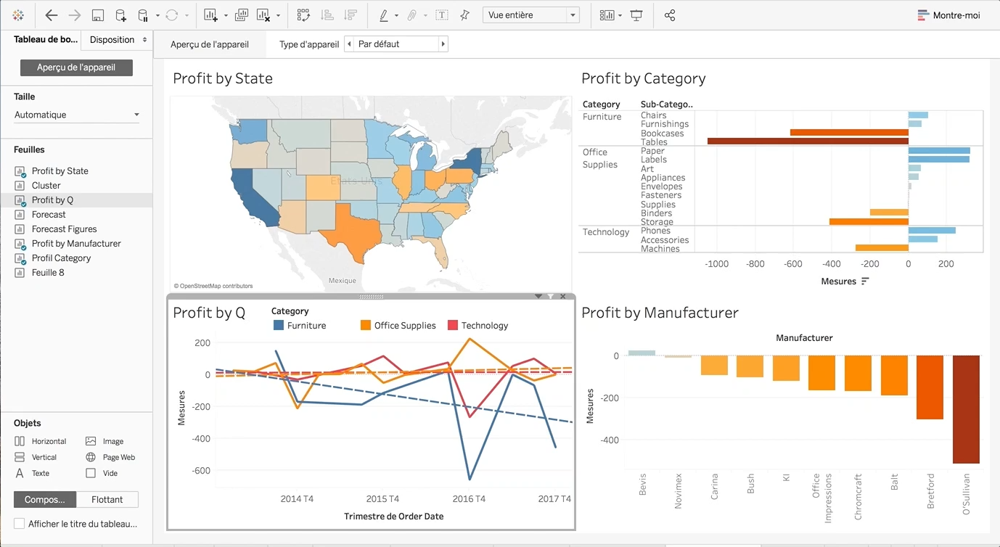 Vue entière
Montre-moi
Tableau de bo...
Disposition
Aperçu de l'appareil
Type d'appareil
Par défaut
Aperçu de l'appareil
Taille
Automatique
Feuilles
Profit by State
Cluster
Profit by Q
Forecast
Forecast Figures
Profit by Manufacturer
Profil Category
Feuille 8
Objets
Horizontal
Image
Vertical
Page Web
A Texte
Vide
Compos...
Flottant
Afficher le titre du tableau...
Profit by State
États-Unis
Mexique
© OpenStreetMap contributors
Profit by Category
Category Sub-Catego..
Furniture Chairs
Furnishings
Bookcases
Tables
Office Supplies Paper
Labels
Art
Appliances
Envelopes
Fasteners
Supplies
Binders
Storage
Technology Phones
Accessories
Machines
-1000 -800 -600 -400 -200 0 200
Mesures
Profit by Q
Category
Furniture Office Supplies Technology
200
0
-200
-400
-600
Mesures
2014 T4 2015 T4 2016 T4 2017 T4
Trimestre de Order Date
Profit by Manufacturer
Manufacturer
0
-200
-400
Mesures
Bevis
Novimex
Carina
Bush
KI
Office
Impressions
Chromcraft
Balt
Bretford
O'Sullivan